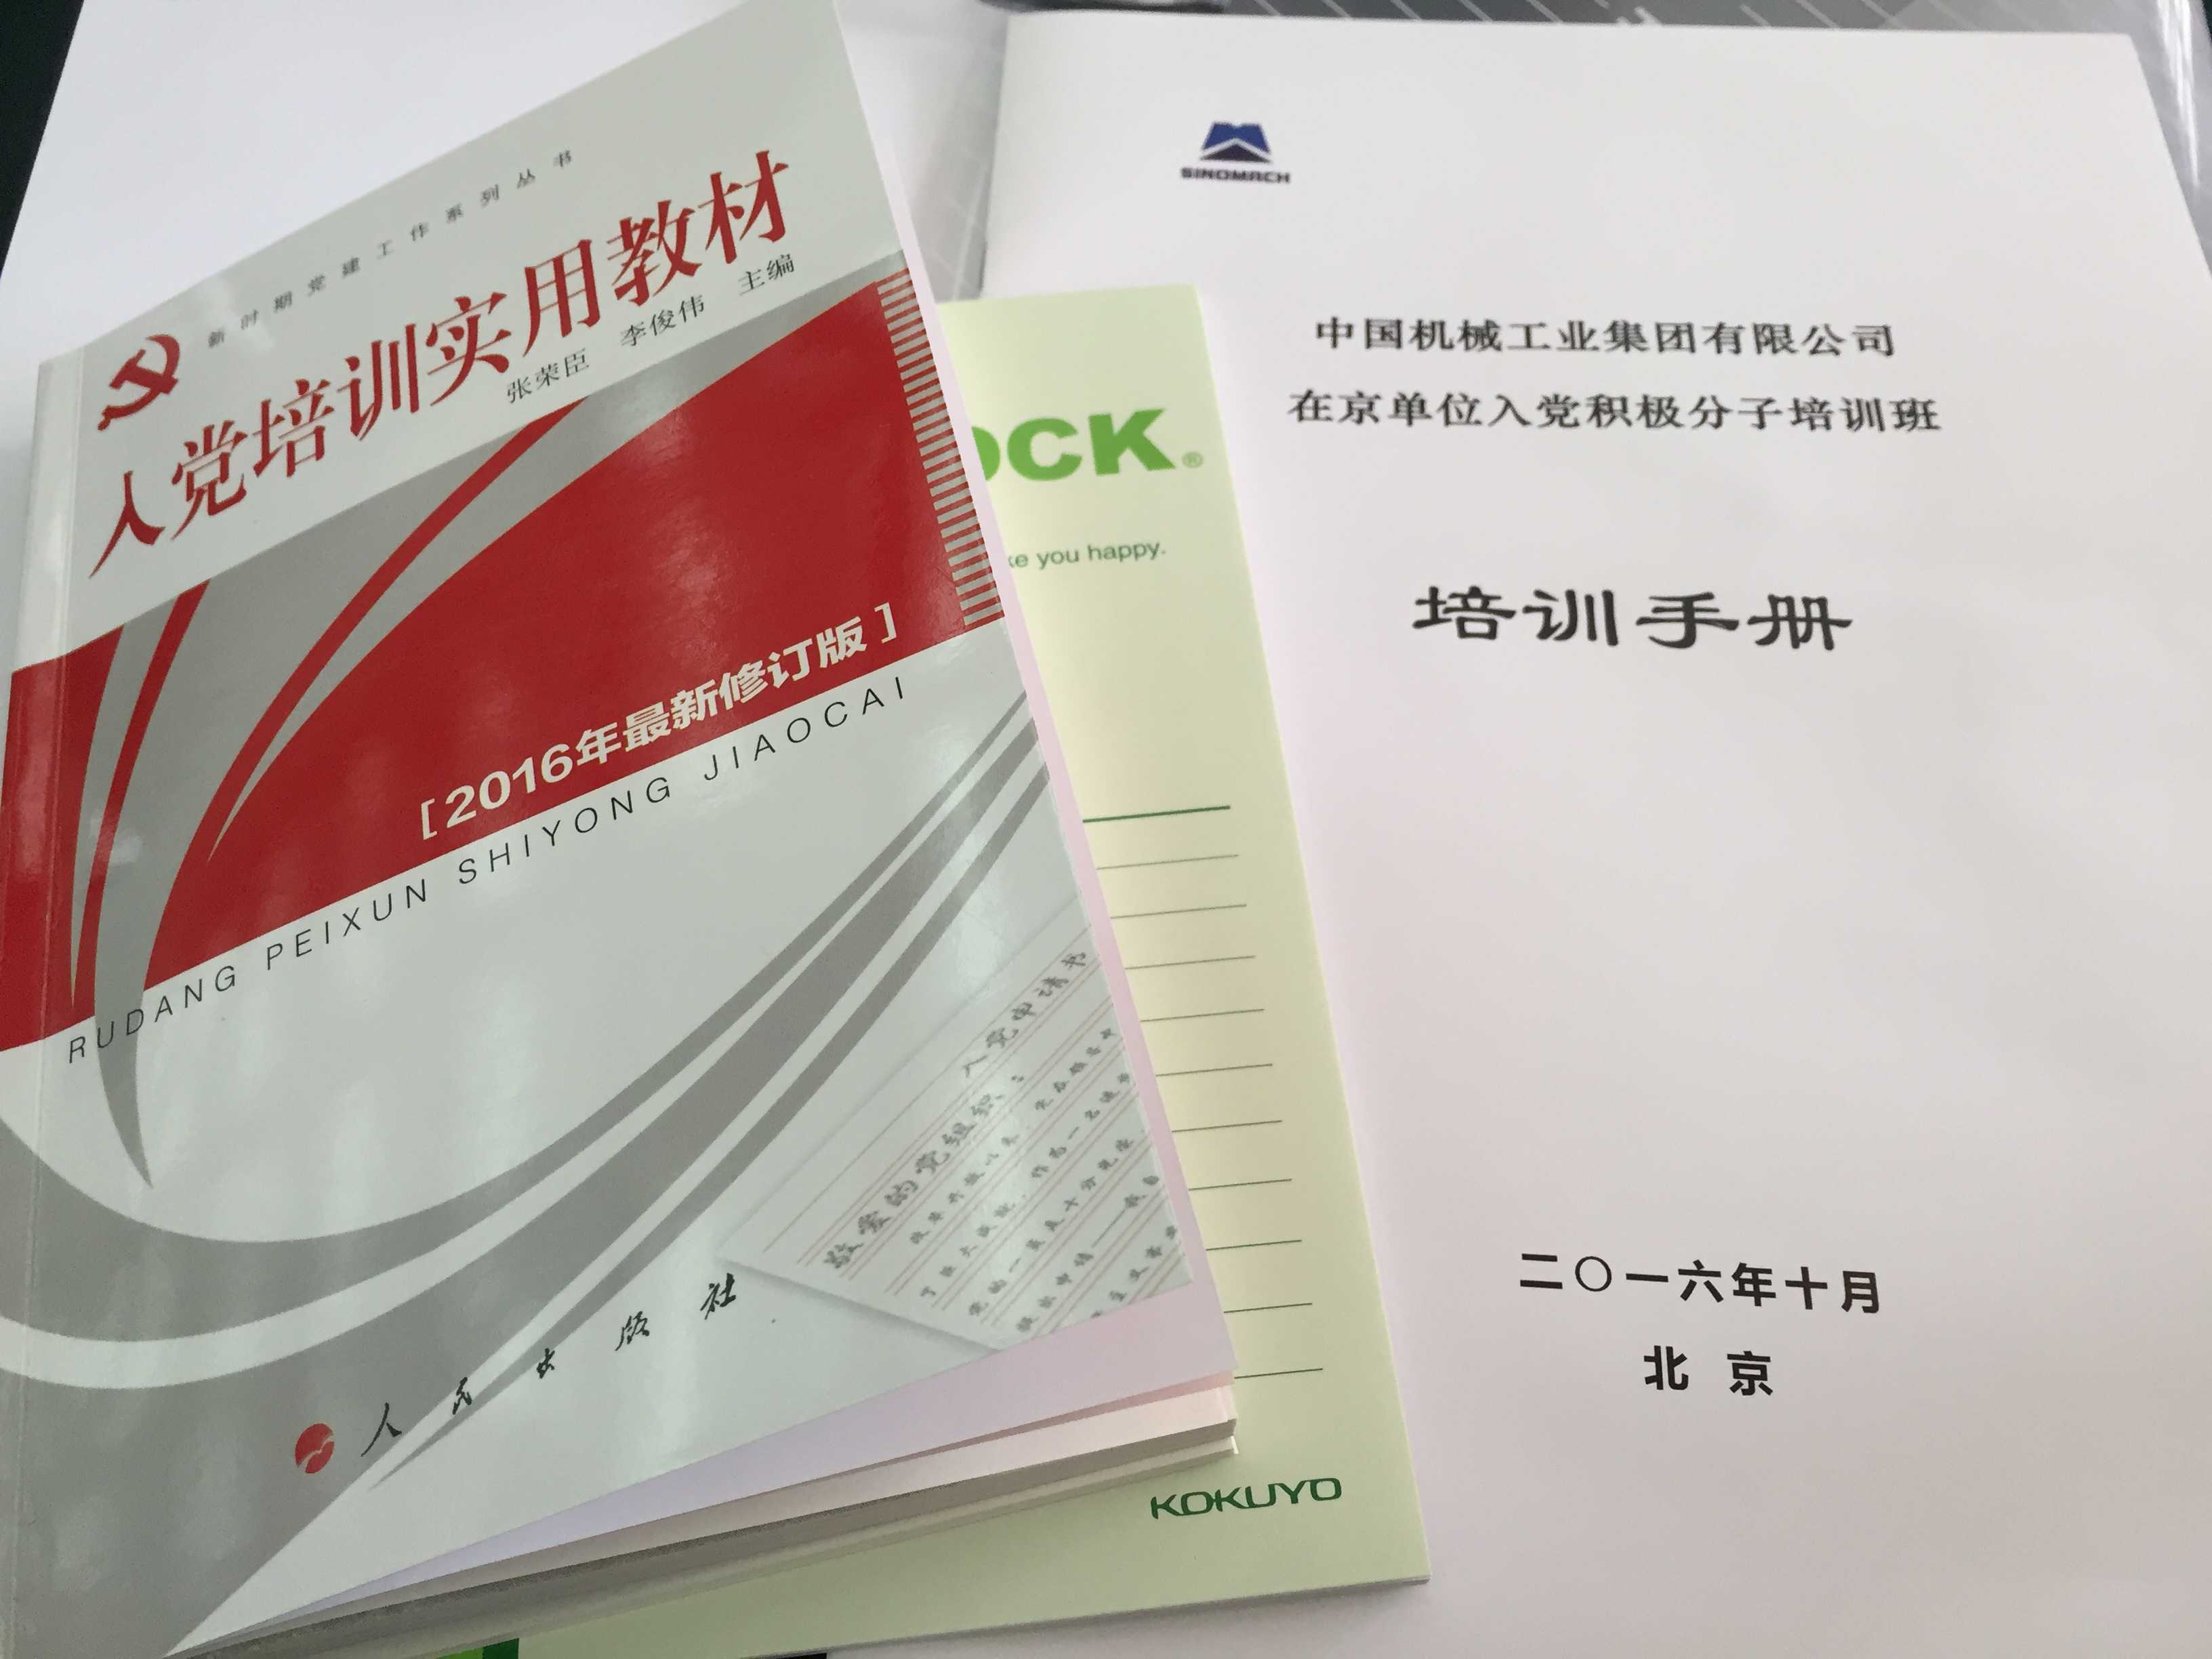 新时期党建工作系列丛书
入党培训实用教材
张荣臣 李俊伟 主编
[2016年最新修订版]
RUDANG PEIXUN SHIYONG JIAOCAI
入党申请书
敬爱的党组织:
人民出版社
OCK®
ke you happy.
KOKUYO
SINOMACH
中国机械工业集团有限公司
在京单位入党积极分子培训班
培训手册
二〇一六年十月
北京